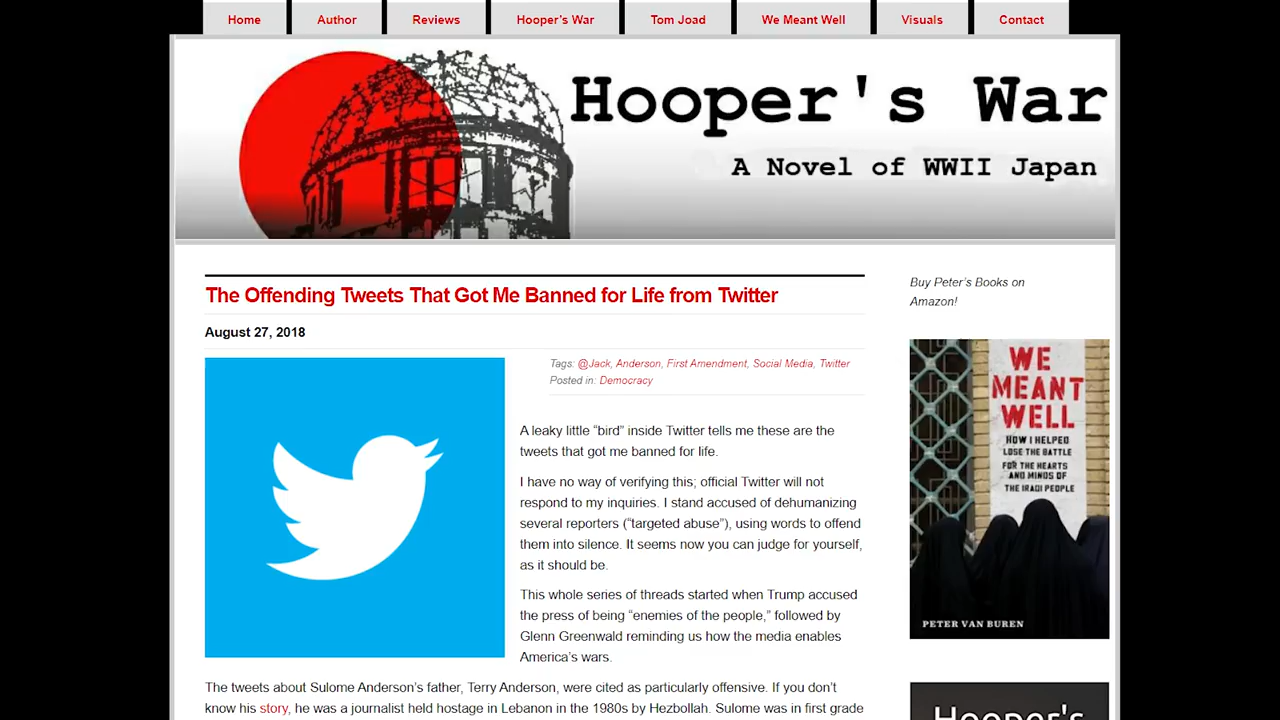 Home Author Reviews Hooper's War Tom Joad We Meant Well Visuals Contact
Hooper's War
A Novel of WWII Japan
The Offending Tweets That Got Me Banned for Life from Twitter
August 27, 2018
Tags: @Jack, Anderson, First Amendment, Social Media, Twitter
Posted in: Democracy
A leaky little “bird” inside Twitter tells me these are the
tweets that got me banned for life.
I have no way of verifying this; official Twitter will not
respond to my inquiries. I stand accused of dehumanizing
several reporters (“targeted abuse”), using words to offend
them into silence. It seems now you can judge for yourself,
as it should be.
This whole series of threads started when Trump accused
the press of being “enemies of the people,” followed by
Glenn Greenwald reminding us how the media enables
America’s wars.
The tweets about Sulome Anderson’s father, Terry Anderson, were cited as particularly offensive. If you don’t
know his story, he was a journalist held hostage in Lebanon in the 1980s by Hezbollah. Sulome was in first grade
Buy Peter’s Books on
Amazon!
WE
MEANT
WELL
HOW I HELPED
LOSE THE BATTLE
FOR THE HEARTS
AND MINDS OF
THE IRAQI PEOPLE
PETER VAN BUREN
Hooper's